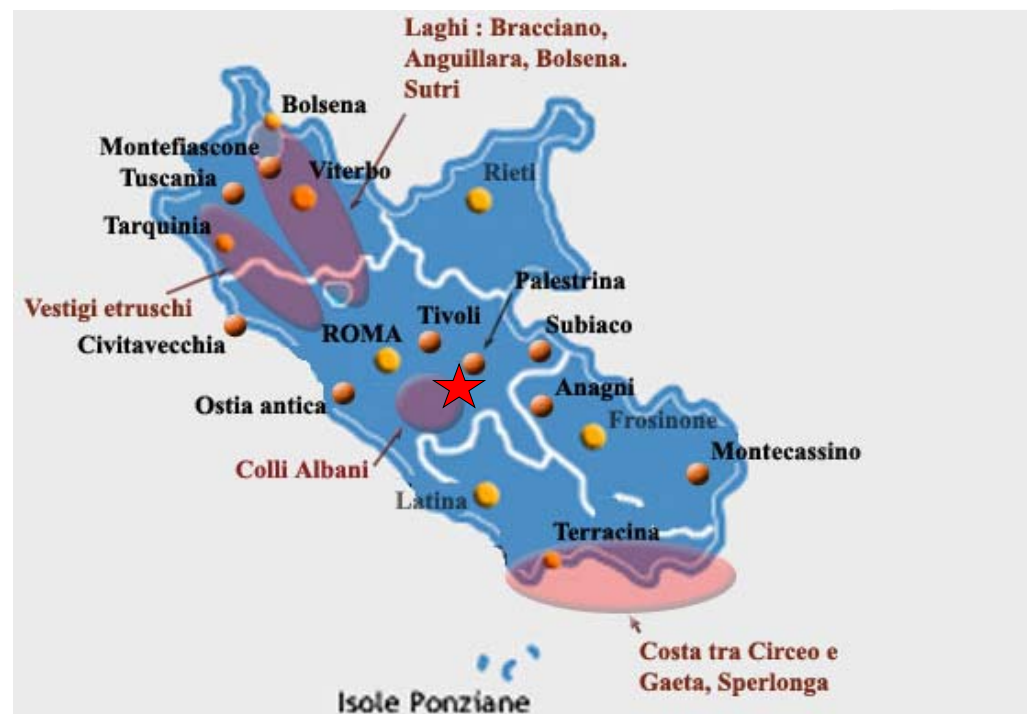 Laghi : Bracciano,
Anguillara, Bolsena.
Sutri
Bolsena
Montefiascone
Viterbo
Rieti
Tuscania
Tarquinia
Palestrina
Vestigi etruschi
Tivoli
Subiaco
ROMA
Civitavecchia
Anagni
Ostia antica
Frosinone
Montecassino
Colli Albani
Latina
Terracina
Costa tra Circeo e
Gaeta, Sperlonga
Isole Ponziane